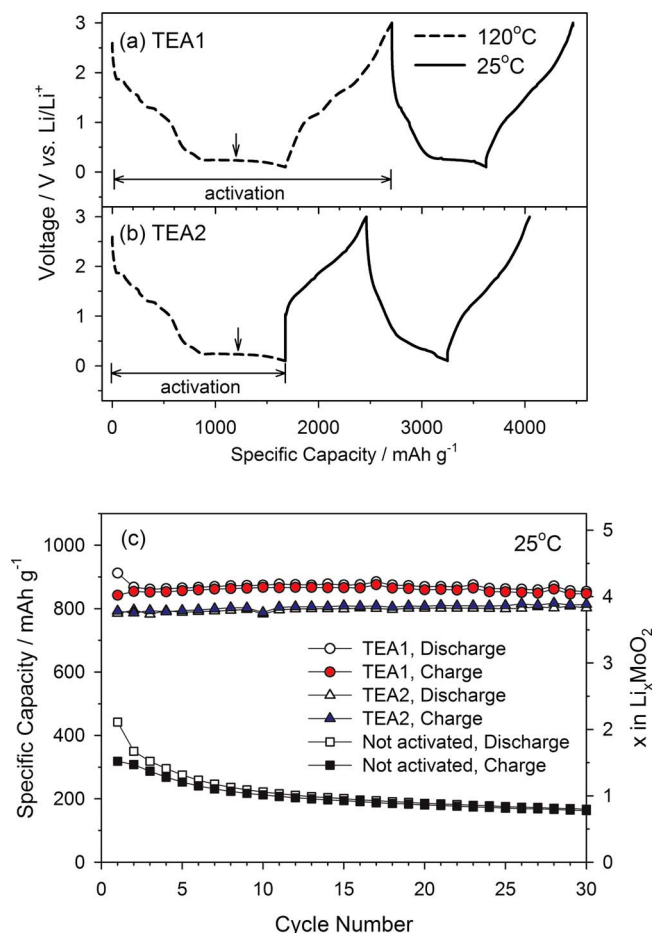 3
(a) TEA1
120°C
25°C
2
1
activation
0
3
(b) TEA2
2
1
activation
0
Voltage / V vs. Li/Li⁺
0 1000 2000 3000 4000
Specific Capacity / mAh g⁻¹
(c)
25°C
1000
5
800
4
TEA1, Discharge
TEA1, Charge
600
3
TEA2, Discharge
TEA2, Charge
400
2
Not activated, Discharge
Not activated, Charge
200
1
0
0
Specific Capacity / mAh g⁻¹
x in LiₓMoO₂
0 5 10 15 20 25 30
Cycle Number